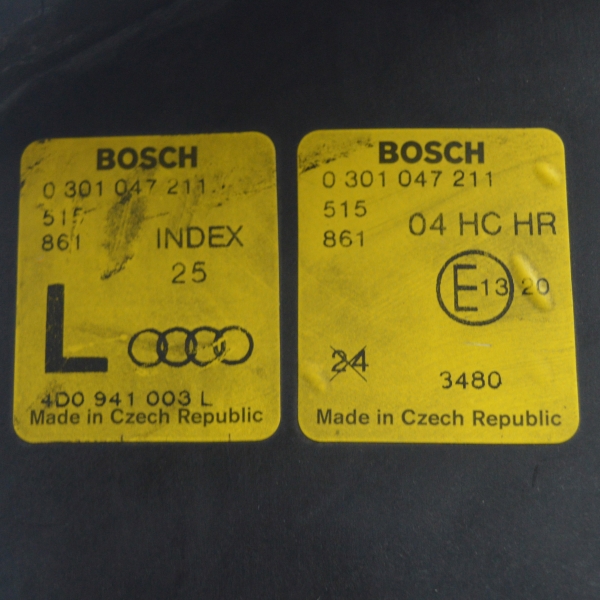 BOSCH
0 301 047 211
515
861
INDEX
25
L
4D0 941 003 L
Made in Czech Republic
BOSCH
0 301 047 211
515
861
04 HC HR
E 13 20
24
3480
Made in Czech Republic